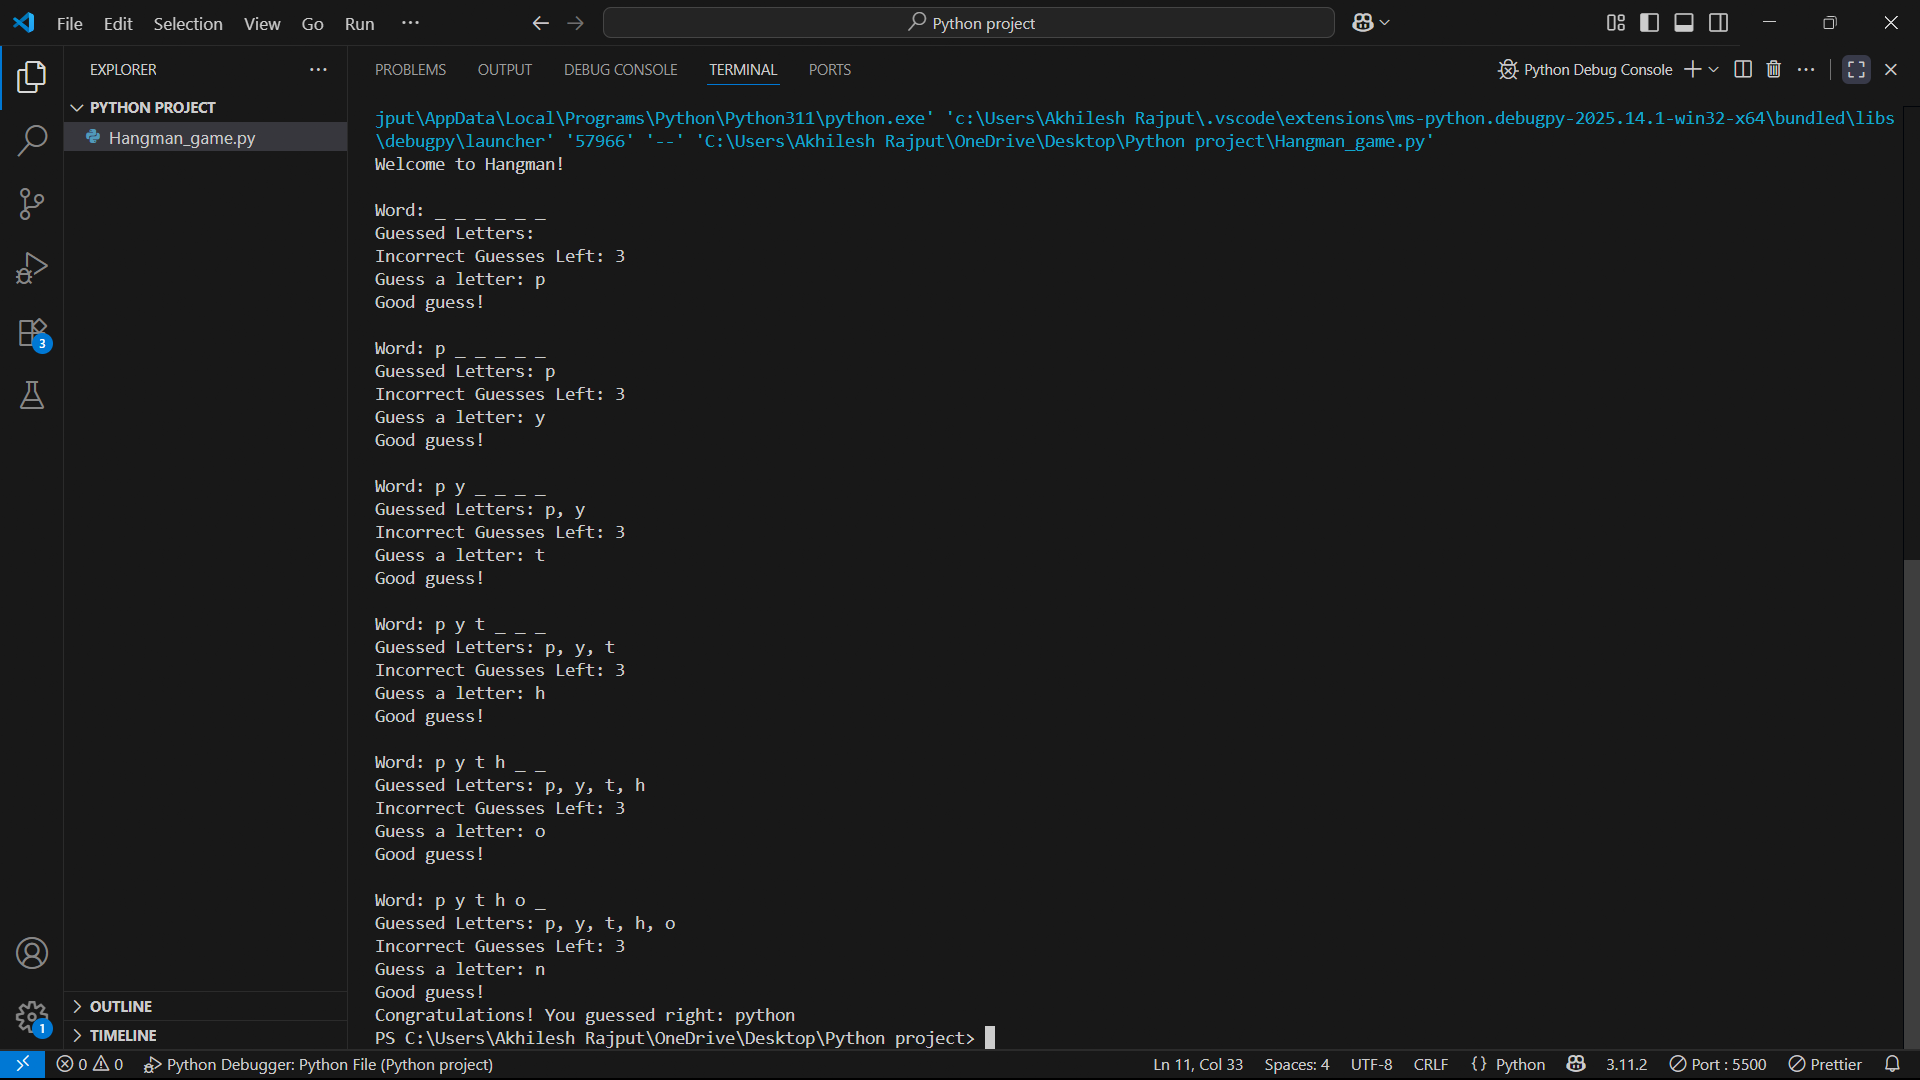 File Edit Selection View Go Run ··· Python project
EXPLORER ···
PYTHON PROJECT
Hangman_game.py
3
1
OUTLINE
TIMELINE
PROBLEMS OUTPUT DEBUG CONSOLE TERMINAL PORTS Python Debug Console ···
jput\AppData\Local\Programs\Python\Python311\python.exe' 'c:\Users\Akhilesh Rajput\.vscode\extensions\ms-python.debugpy-2025.14.1-win32-x64\bundled\libs
\debugpy\launcher' '57966' '--' 'C:\Users\Akhilesh Rajput\OneDrive\Desktop\Python project\Hangman_game.py'
Welcome to Hangman!
Word: _ _ _ _ _ _
Guessed Letters:
Incorrect Guesses Left: 3
Guess a letter: p
Good guess!
Word: p _ _ _ _ _
Guessed Letters: p
Incorrect Guesses Left: 3
Guess a letter: y
Good guess!
Word: p y _ _ _ _
Guessed Letters: p, y
Incorrect Guesses Left: 3
Guess a letter: t
Good guess!
Word: p y t _ _ _
Guessed Letters: p, y, t
Incorrect Guesses Left: 3
Guess a letter: h
Good guess!
Word: p y t h _ _
Guessed Letters: p, y, t, h
Incorrect Guesses Left: 3
Guess a letter: o
Good guess!
Word: p y t h o _
Guessed Letters: p, y, t, h, o
Incorrect Guesses Left: 3
Guess a letter: n
Good guess!
Congratulations! You guessed right: python
PS C:\Users\Akhilesh Rajput\OneDrive\Desktop\Python project>
0 0 Python Debugger: Python File (Python project) Ln 11, Col 33 Spaces: 4 UTF-8 CRLF {} Python 3.11.2 Port : 5500 Prettier